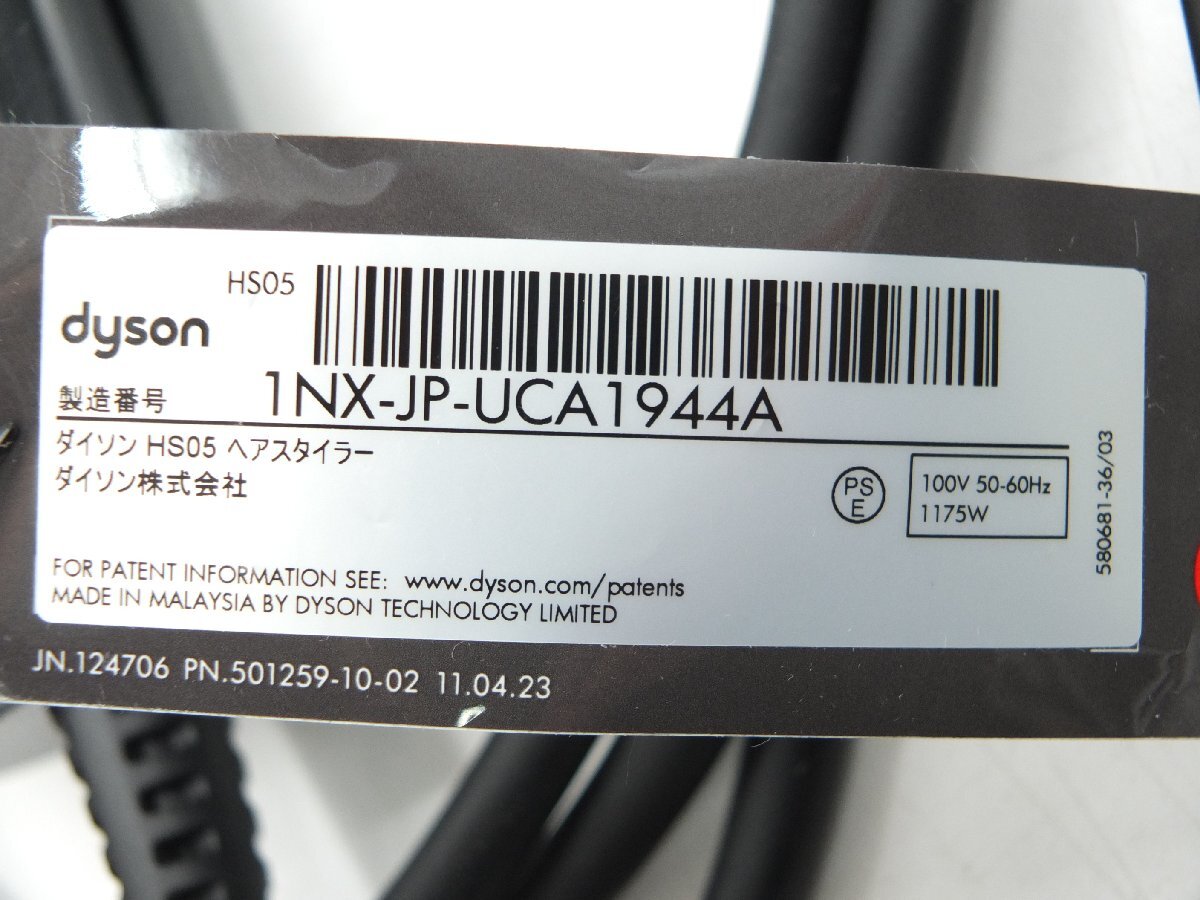 HS05
dyson
製造番号 1NX-JP-UCA1944A
ダイソン HS05 ヘアスタイラー
ダイソン株式会社
PS
E
100V 50-60Hz
1175W
580681-36/03
FOR PATENT INFORMATION SEE: www.dyson.com/patents
MADE IN MALAYSIA BY DYSON TECHNOLOGY LIMITED
JN.124706 PN.501259-10-02 11.04.23